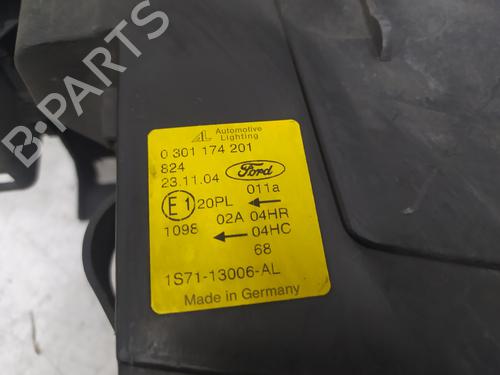 AL Automotive Lighting
0 301 174 201
824 Ford
23.11.04 011a
E1 20PL ←
1098 02A 04HR
← 04HC
68
1S71-13006-AL
Made in Germany
B-PARTS